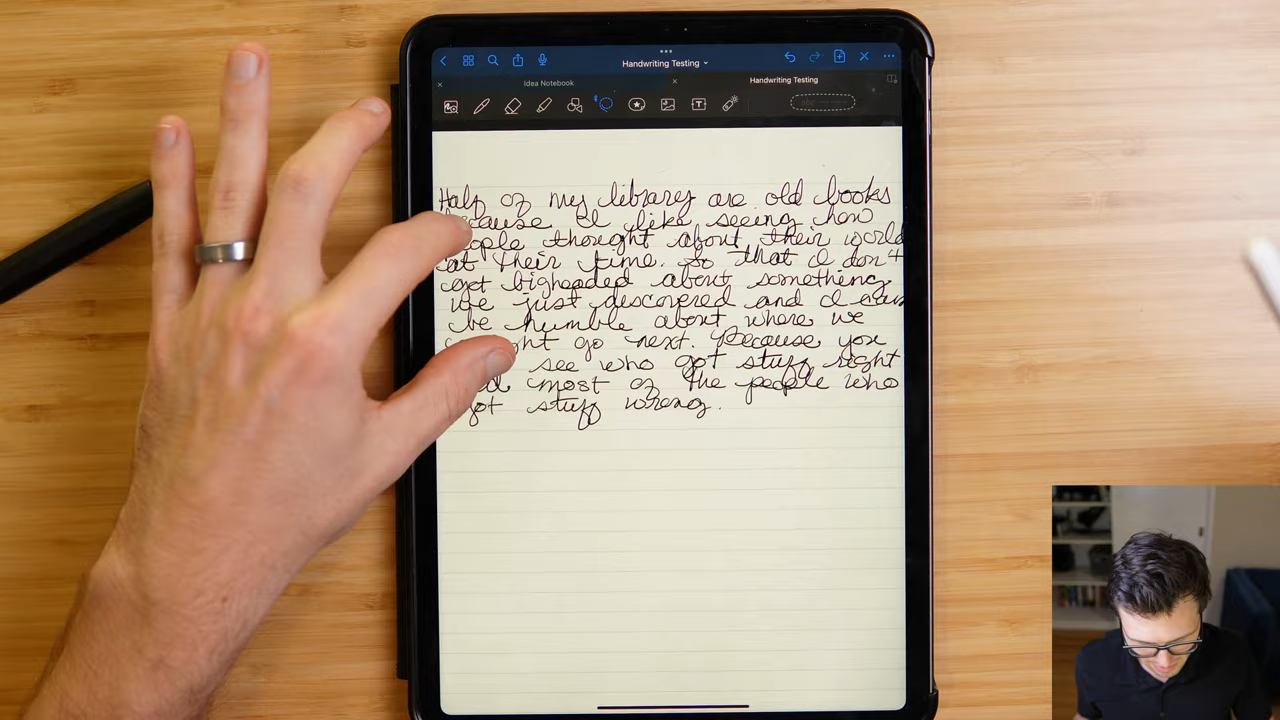 Handwriting Testing
Idea Notebook
Handwriting Testing
Half of my library are old books
because I like seeing how
people thought about their world
at their time. So that I don't
get bigheaded about something
we just discovered and I can
be humble about where we
might go next. Because you
see who got stuff right
most of the people who
got stuff wrong.